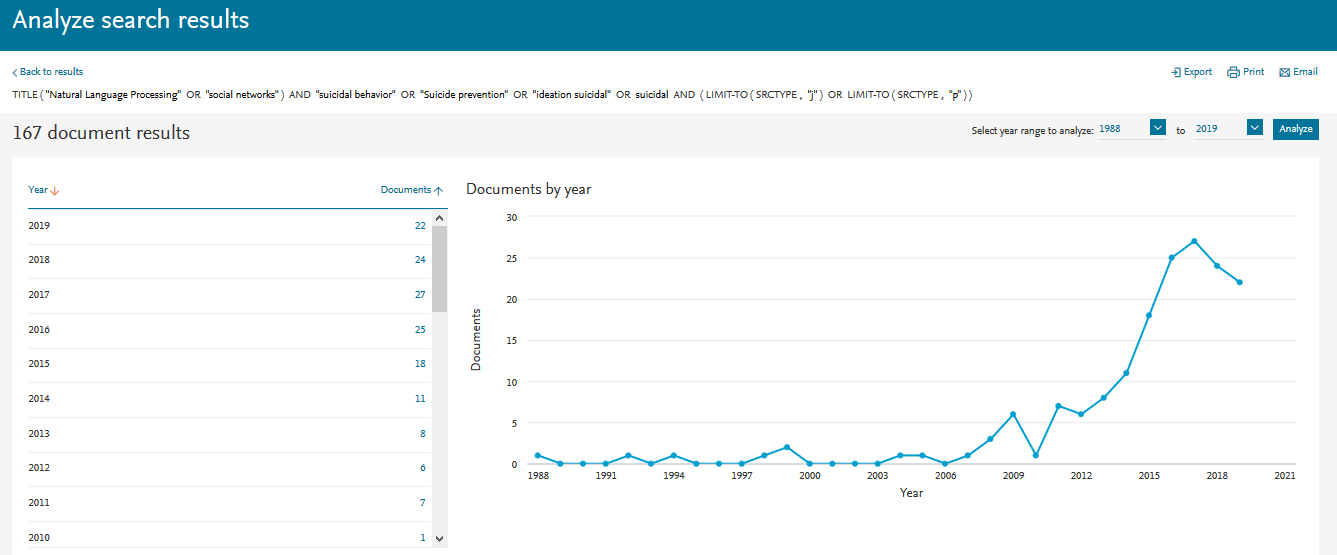 Analyze search results
Back to results
Export Print Email
TITLE ( "Natural Language Processing" OR "social networks" ) AND "suicidal behavior" OR "Suicide prevention" OR "ideation suicidal" OR suicidal AND ( LIMIT-TO ( SRCTYPE , "j" ) OR LIMIT-TO ( SRCTYPE , "p" ) )
167 document results
Select year range to analyze: 1988 to 2019 Analyze
Year Documents
2019 22
2018 24
2017 27
2016 25
2015 18
2014 11
2013 8
2012 6
2011 7
2010 1
Documents by year
30
25
20
15
10
5
0
Documents
1988 1991 1994 1997 2000 2003 2006 2009 2012 2015 2018 2021
Year